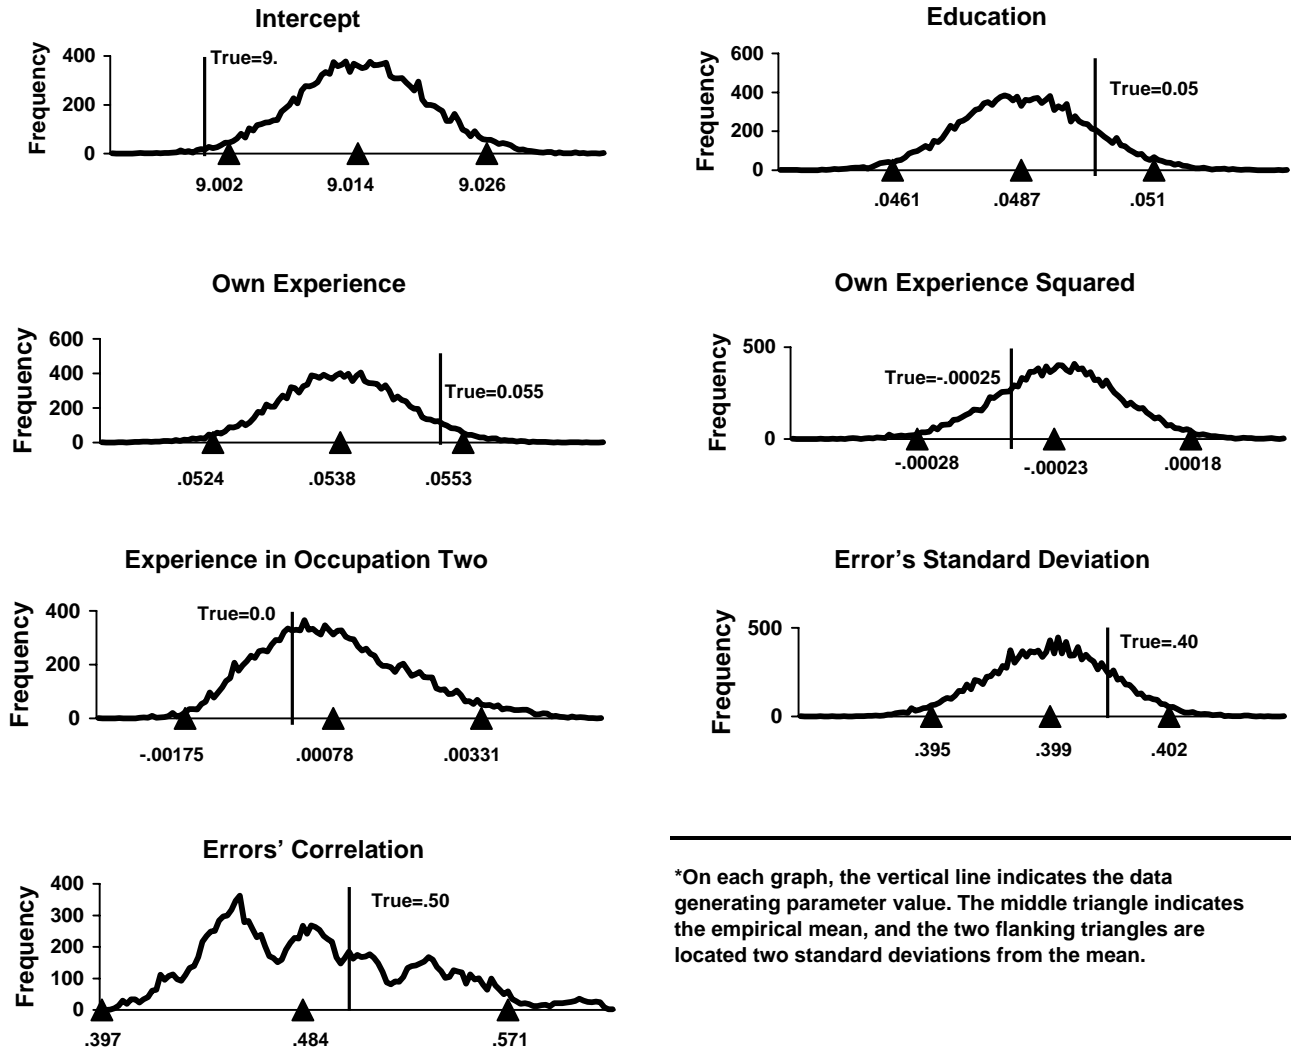 Intercept
Frequency
400
200
0
True=9.
9.002 9.014 9.026
Education
Frequency
600
400
200
0
True=0.05
.0461 .0487 .051
Own Experience
Frequency
600
400
200
0
True=0.055
.0524 .0538 .0553
Own Experience Squared
Frequency
500
0
True=-.00025
-.00028 -.00023 .00018
Experience in Occupation Two
Frequency
400
200
0
True=0.0
-.00175 .00078 .00331
Error's Standard Deviation
Frequency
500
0
True=.40
.395 .399 .402
Errors’ Correlation
Frequency
400
300
200
100
0
True=.50
.397 .484 .571
*On each graph, the vertical line indicates the data
generating parameter value. The middle triangle indicates
the empirical mean, and the two flanking triangles are
located two standard deviations from the mean.